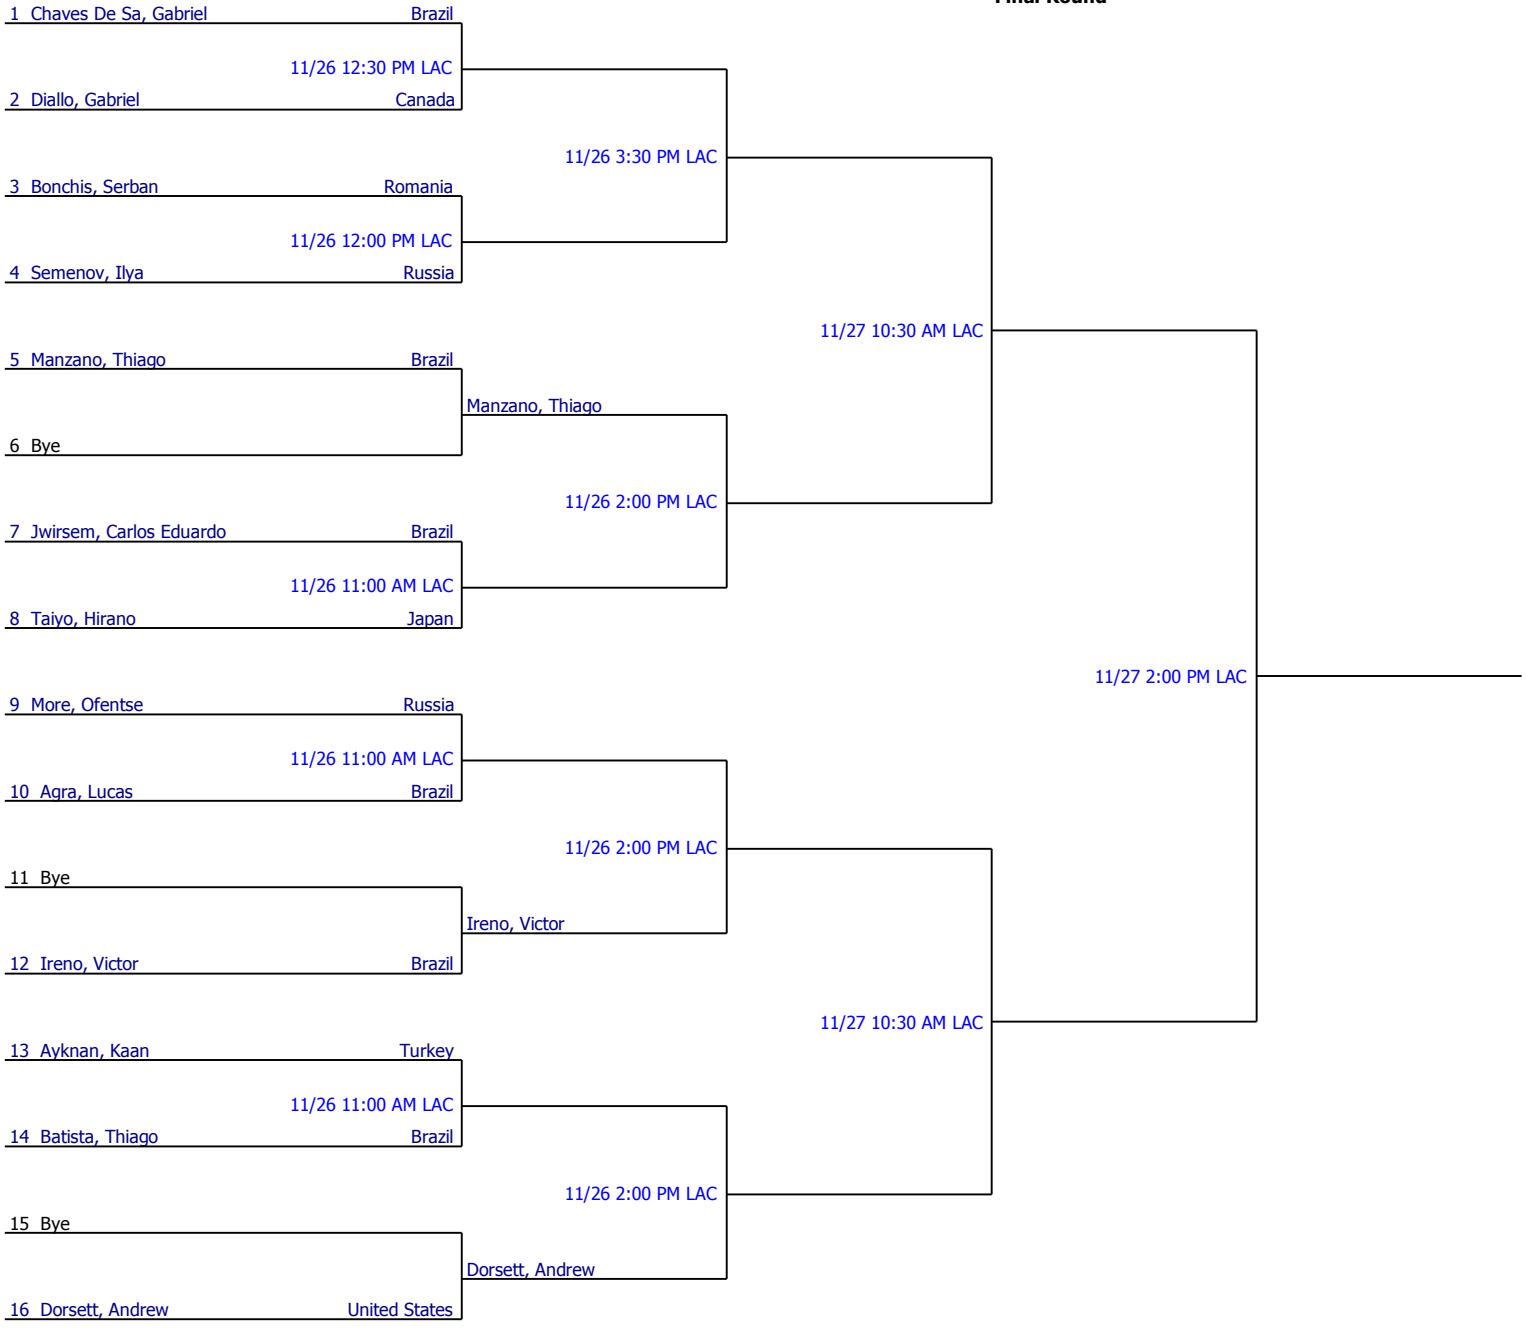 Final Round
1 Chaves De Sa, Gabriel Brazil
11/26 12:30 PM LAC
2 Diallo, Gabriel Canada
11/26 3:30 PM LAC
3 Bonchis, Serban Romania
11/26 12:00 PM LAC
4 Semenov, Ilya Russia
11/27 10:30 AM LAC
5 Manzano, Thiago Brazil
Manzano, Thiago
6 Bye
11/26 2:00 PM LAC
7 Jwirsem, Carlos Eduardo Brazil
11/26 11:00 AM LAC
8 Taiyo, Hirano Japan
11/27 2:00 PM LAC
9 More, Ofentse Russia
11/26 11:00 AM LAC
10 Agra, Lucas Brazil
11/26 2:00 PM LAC
11 Bye
Ireno, Victor
12 Ireno, Victor Brazil
11/27 10:30 AM LAC
13 Ayknan, Kaan Turkey
11/26 11:00 AM LAC
14 Batista, Thiago Brazil
11/26 2:00 PM LAC
15 Bye
Dorsett, Andrew
16 Dorsett, Andrew United States